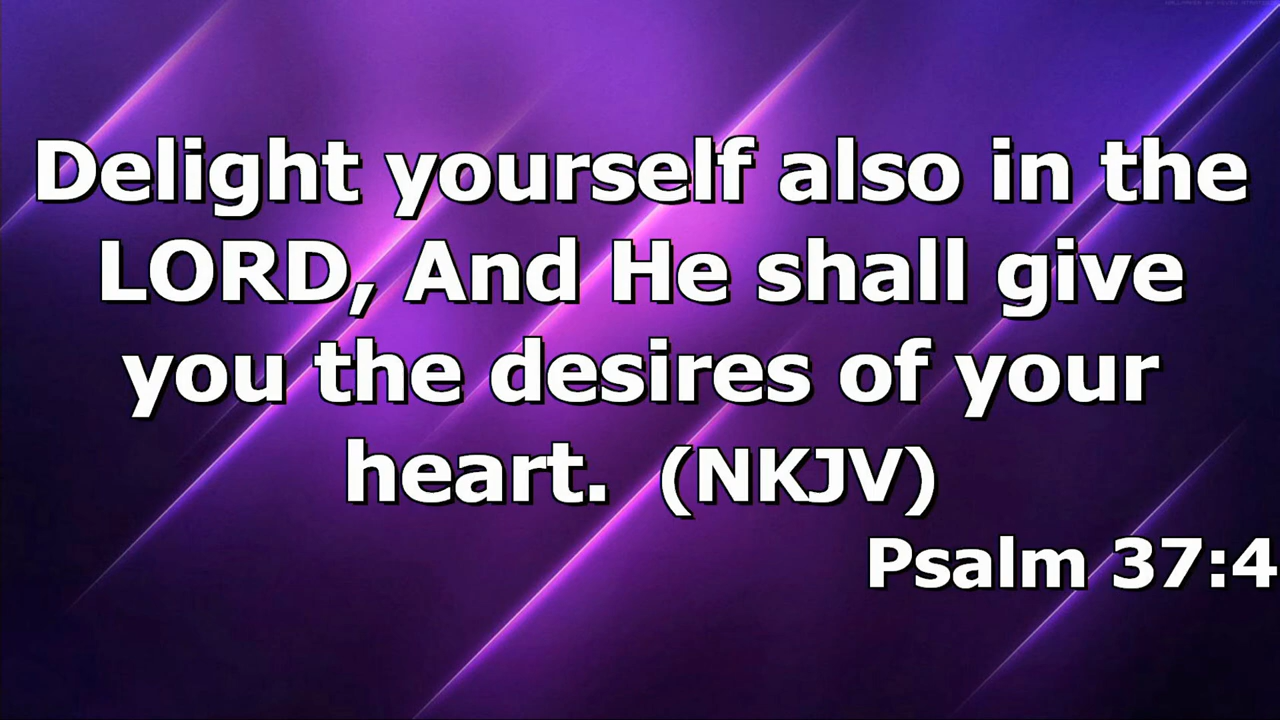 Delight yourself also in the
LORD, And He shall give
you the desires of your
heart. (NKJV)
Psalm 37:4